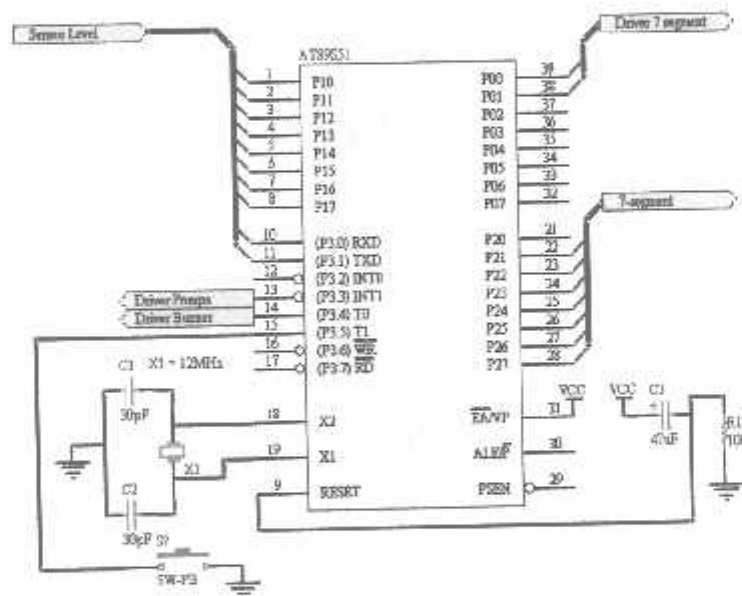 Sensor Level
Driver 7 segment
AT89S51
1 P10
2 P11
3 P12
4 P13
5 P14
6 P15
7 P16
8 P17
10 (P3.0) RXD
11 (P3.1) TXD
12 (P3.2) INT0
13 (P3.3) INT1
14 (P3.4) T0
15 (P3.5) T1
16 (P3.6) WR
17 (P3.7) RD
18 X2
19 X1
9 RESET
P00 39
P01 38
P02 37
P03 36
P04 35
P05 34
P06 33
P07 32
7-segment
P20 21
P21 22
P22 23
P23 24
P24 25
P25 26
P26 27
P27 28
EA/VP 31
ALE/P 30
PSEN 29
Driver Pompa
Driver Buzzer
C1
X1 = 12MHz
30pF
X1
C2
30pF
SW-PB
VCC
VCC
C3
47uF
R1